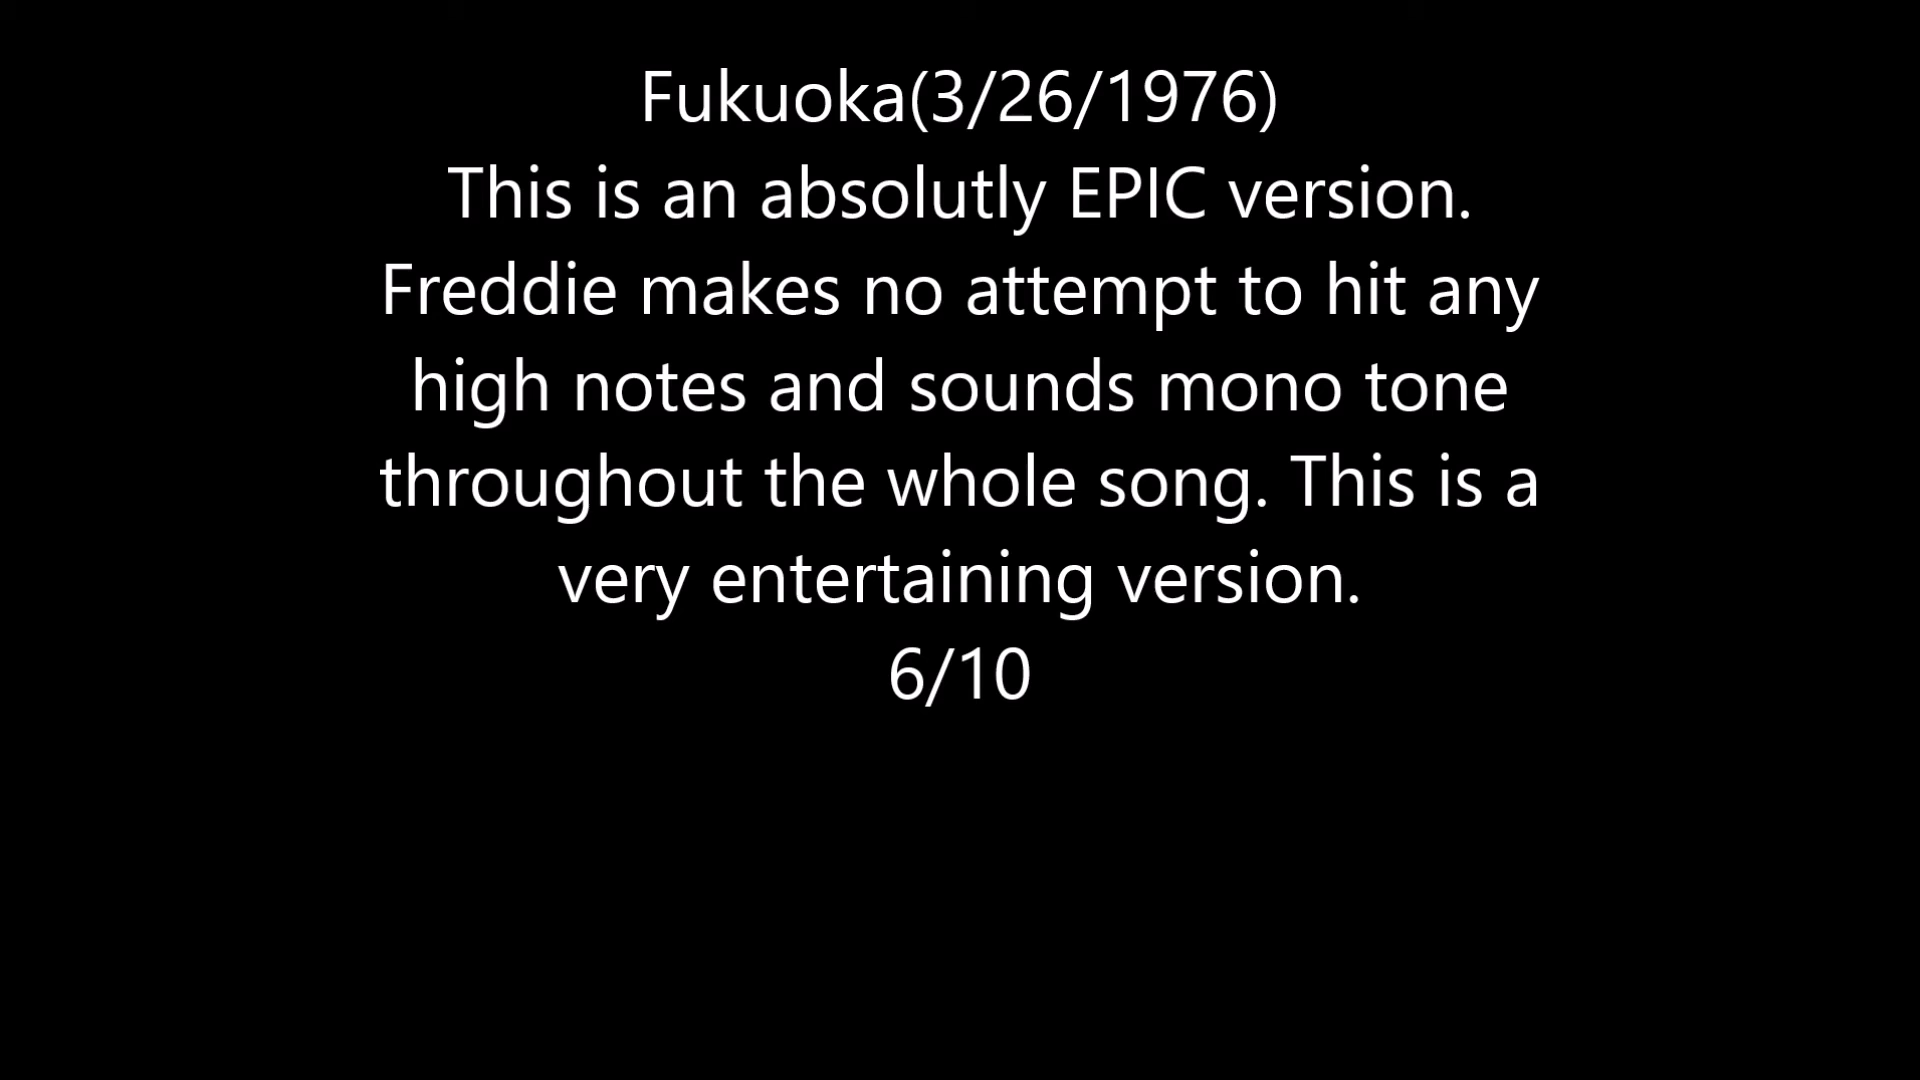 Fukuoka(3/26/1976)
This is an absolutly EPIC version.
Freddie makes no attempt to hit any
high notes and sounds mono tone
throughout the whole song. This is a
very entertaining version.
6/10